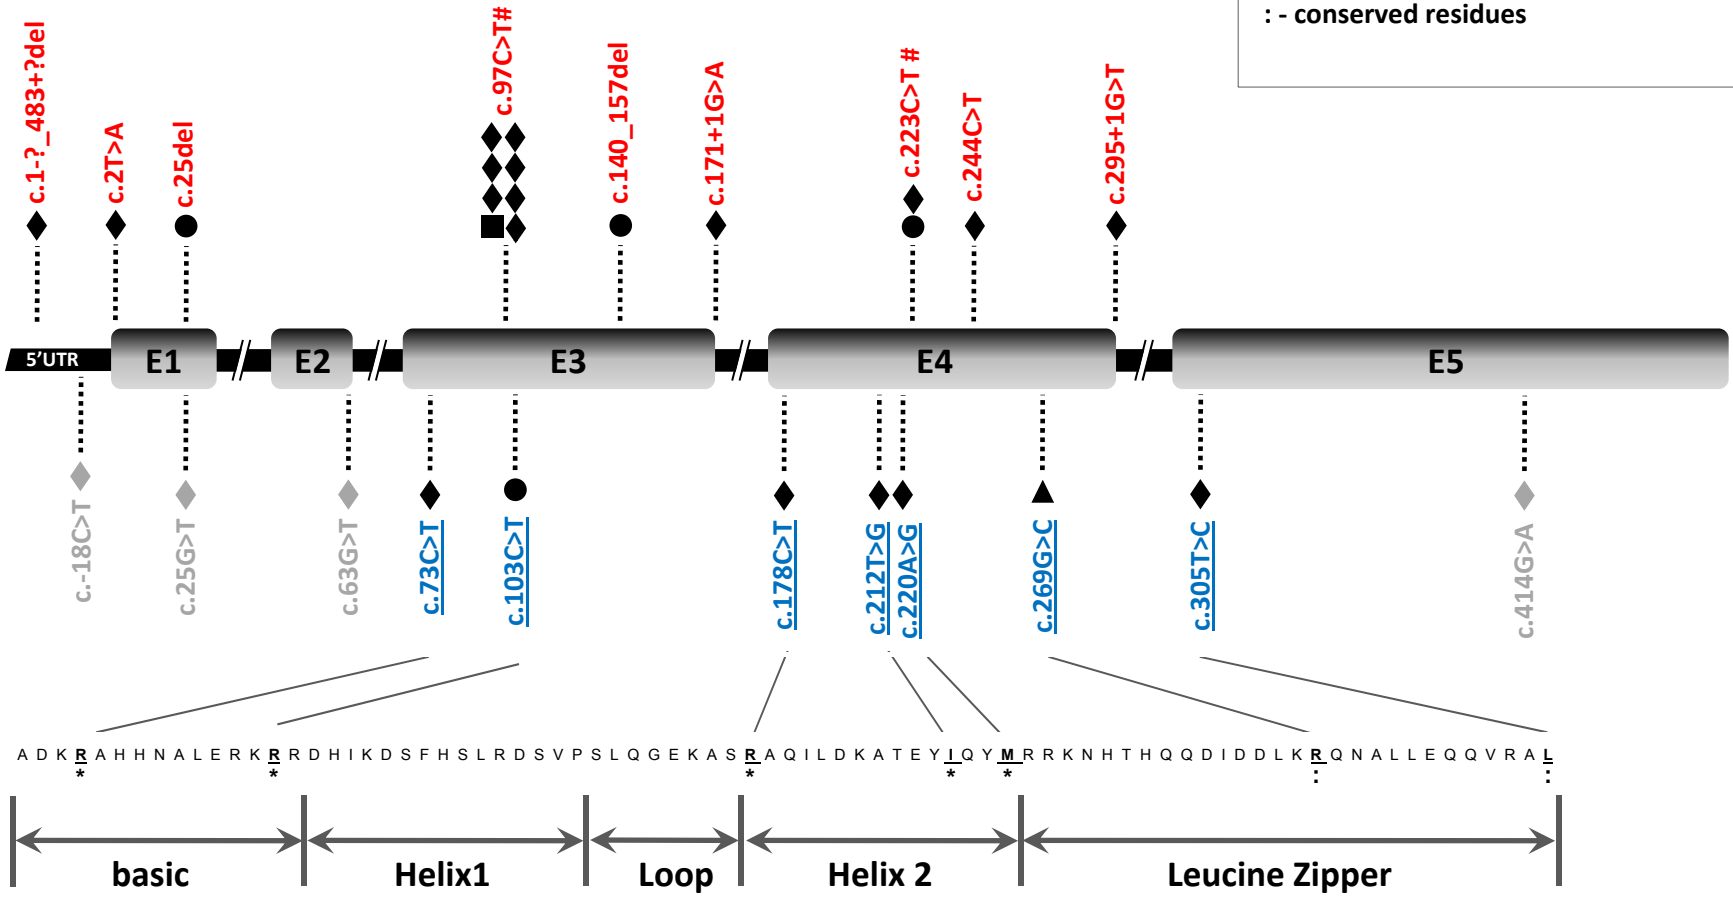 : - conserved residues
c.1-?_483+?del
c.2T>A
c.25del
c.97C>T#
c.140_157del
c.171+1G>A
c.223C>T #
c.244C>T
c.295+1G>T
5’UTR
E1
E2
E3
E4
E5
c.-18C>T
c.25G>T
c.63G>T
c.73C>T
c.103C>T
c.178C>T
c.212T>G
c.220A>G
c.269G>C
c.305T>C
c.414G>A
A D K R A H H N A L E R K R R D H I K D S F H S L R D S V P S L Q G E K A S R A Q I L D K A T E Y I Q Y M R R K N H T H Q Q D I D D L K R Q N A L L E Q Q V R A L
* * * * * : :
basic
Helix1
Loop
Helix 2
Leucine Zipper